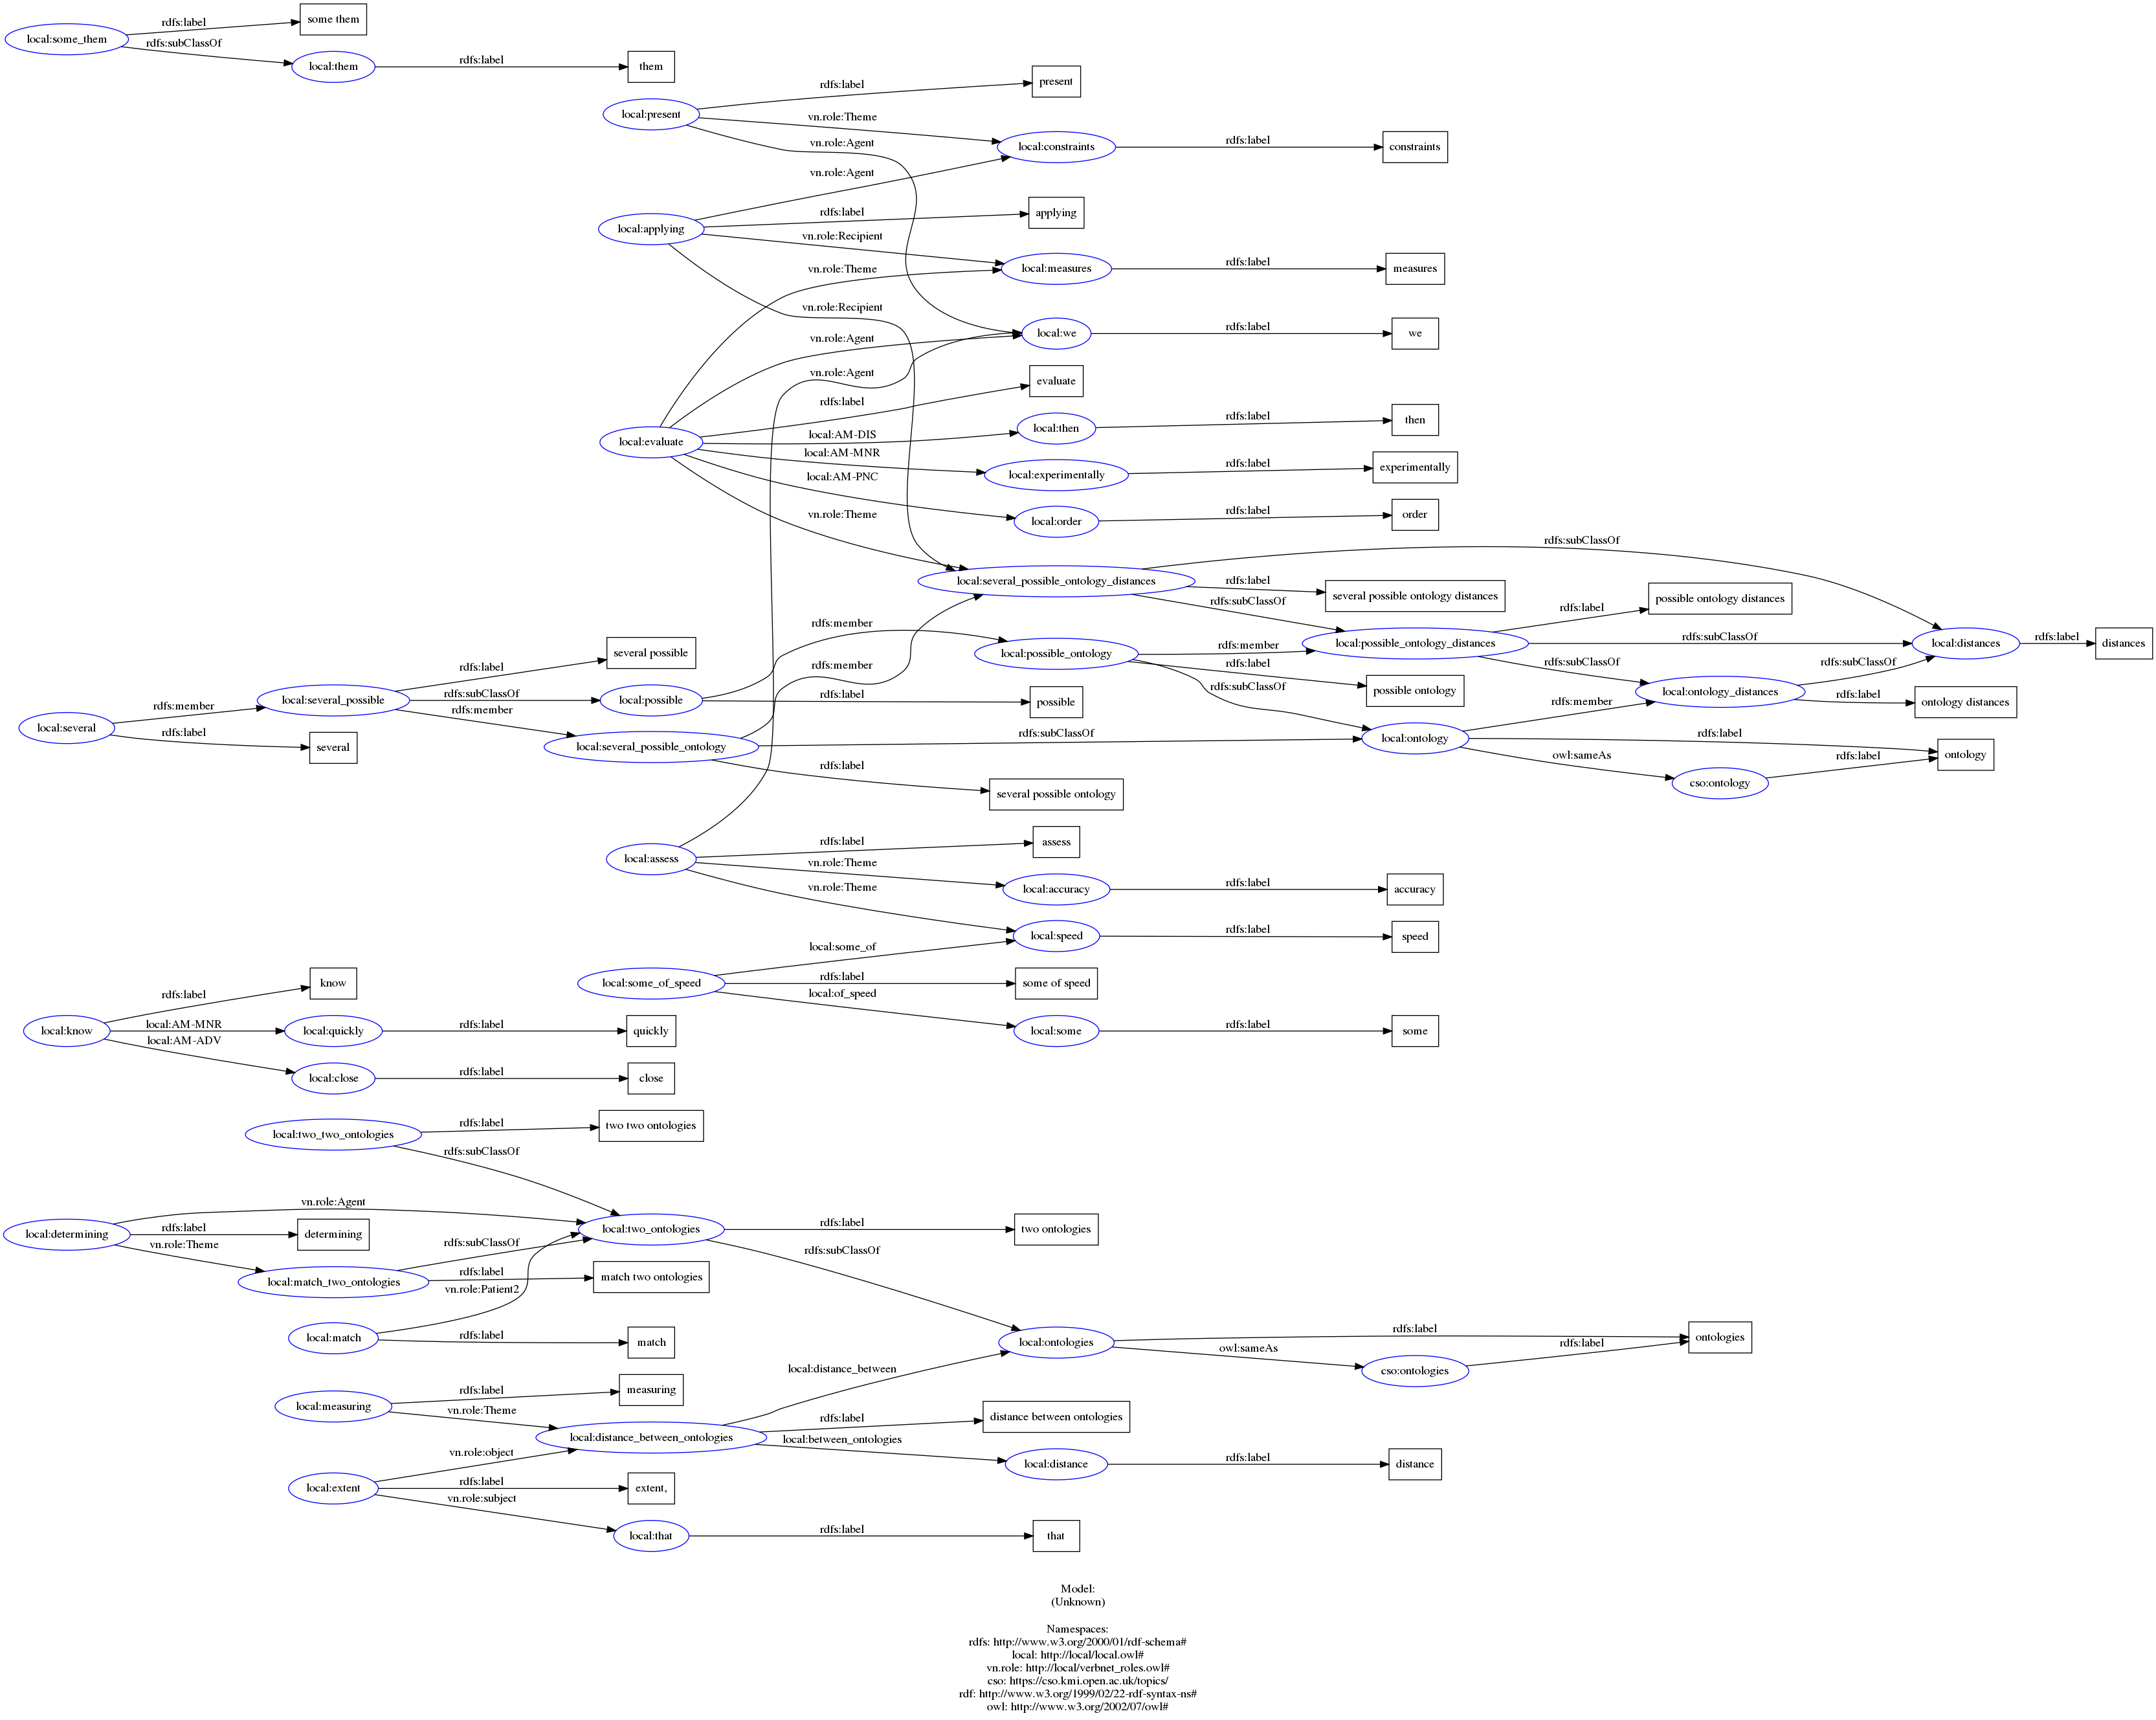 some them
rdfs:label
local:some_them
rdfs:subClassOf
local:them
rdfs:label
them
local:present
rdfs:label
present
vn.role:Theme
local:constraints
rdfs:label
constraints
vn.role:Agent
vn.role:Agent
local:applying
rdfs:label
applying
vn.role:Recipient
local:measures
rdfs:label
measures
vn.role:Theme
vn.role:Recipient
vn.role:Agent
local:we
rdfs:label
we
vn.role:Agent
evaluate
rdfs:label
local:evaluate
local:AM-DIS
local:then
rdfs:label
then
local:AM-MNR
local:experimentally
rdfs:label
experimentally
local:AM-PNC
local:order
rdfs:label
order
vn.role:Theme
local:several_possible_ontology_distances
rdfs:subClassOf
rdfs:label
several possible ontology distances
rdfs:subClassOf
rdfs:label
possible ontology distances
rdfs:member
local:possible_ontology
rdfs:member
local:possible_ontology_distances
rdfs:subClassOf
local:distances
rdfs:label
distances
several possible
rdfs:label
rdfs:member
rdfs:label
rdfs:subClassOf
rdfs:subClassOf
local:several
rdfs:member
local:several_possible
rdfs:subClassOf
local:possible
rdfs:label
possible
rdfs:subClassOf
possible ontology
local:ontology_distances
rdfs:label
ontology distances
rdfs:member
rdfs:member
rdfs:label
several
local:several_possible_ontology
rdfs:subClassOf
local:ontology
rdfs:label
ontology
owl:sameAs
cso:ontology
rdfs:label
rdfs:label
several possible ontology
local:assess
rdfs:label
assess
vn.role:Theme
local:accuracy
rdfs:label
accuracy
vn.role:Theme
local:speed
rdfs:label
speed
local:some_of
local:some_of_speed
rdfs:label
some of speed
local:of_speed
local:some
rdfs:label
some
know
rdfs:label
local:know
local:AM-MNR
local:quickly
rdfs:label
quickly
local:AM-ADV
local:close
rdfs:label
close
local:two_two_ontologies
rdfs:label
two two ontologies
rdfs:subClassOf
vn.role:Agent
local:determining
rdfs:label
determining
vn.role:Theme
local:two_ontologies
rdfs:label
two ontologies
rdfs:subClassOf
rdfs:subClassOf
local:match_two_ontologies
rdfs:label
match two ontologies
vn.role:Patient2
local:match
rdfs:label
match
local:ontologies
rdfs:label
ontologies
owl:sameAs
cso:ontologies
rdfs:label
local:distance_between
local:measuring
rdfs:label
measuring
vn.role:Theme
local:distance_between_ontologies
rdfs:label
distance between ontologies
local:between_ontologies
local:distance
rdfs:label
distance
vn.role:object
local:extent
rdfs:label
extent,
vn.role:subject
local:that
rdfs:label
that
Model:
(Unknown)
Namespaces:
rdfs: http://www.w3.org/2000/01/rdf-schema#
local: http://local/local.owl#
vn.role: http://local/verbnet_roles.owl#
cso: https://cso.kmi.open.ac.uk/topics/
rdf: http://www.w3.org/1999/02/22-rdf-syntax-ns#
owl: http://www.w3.org/2002/07/owl#